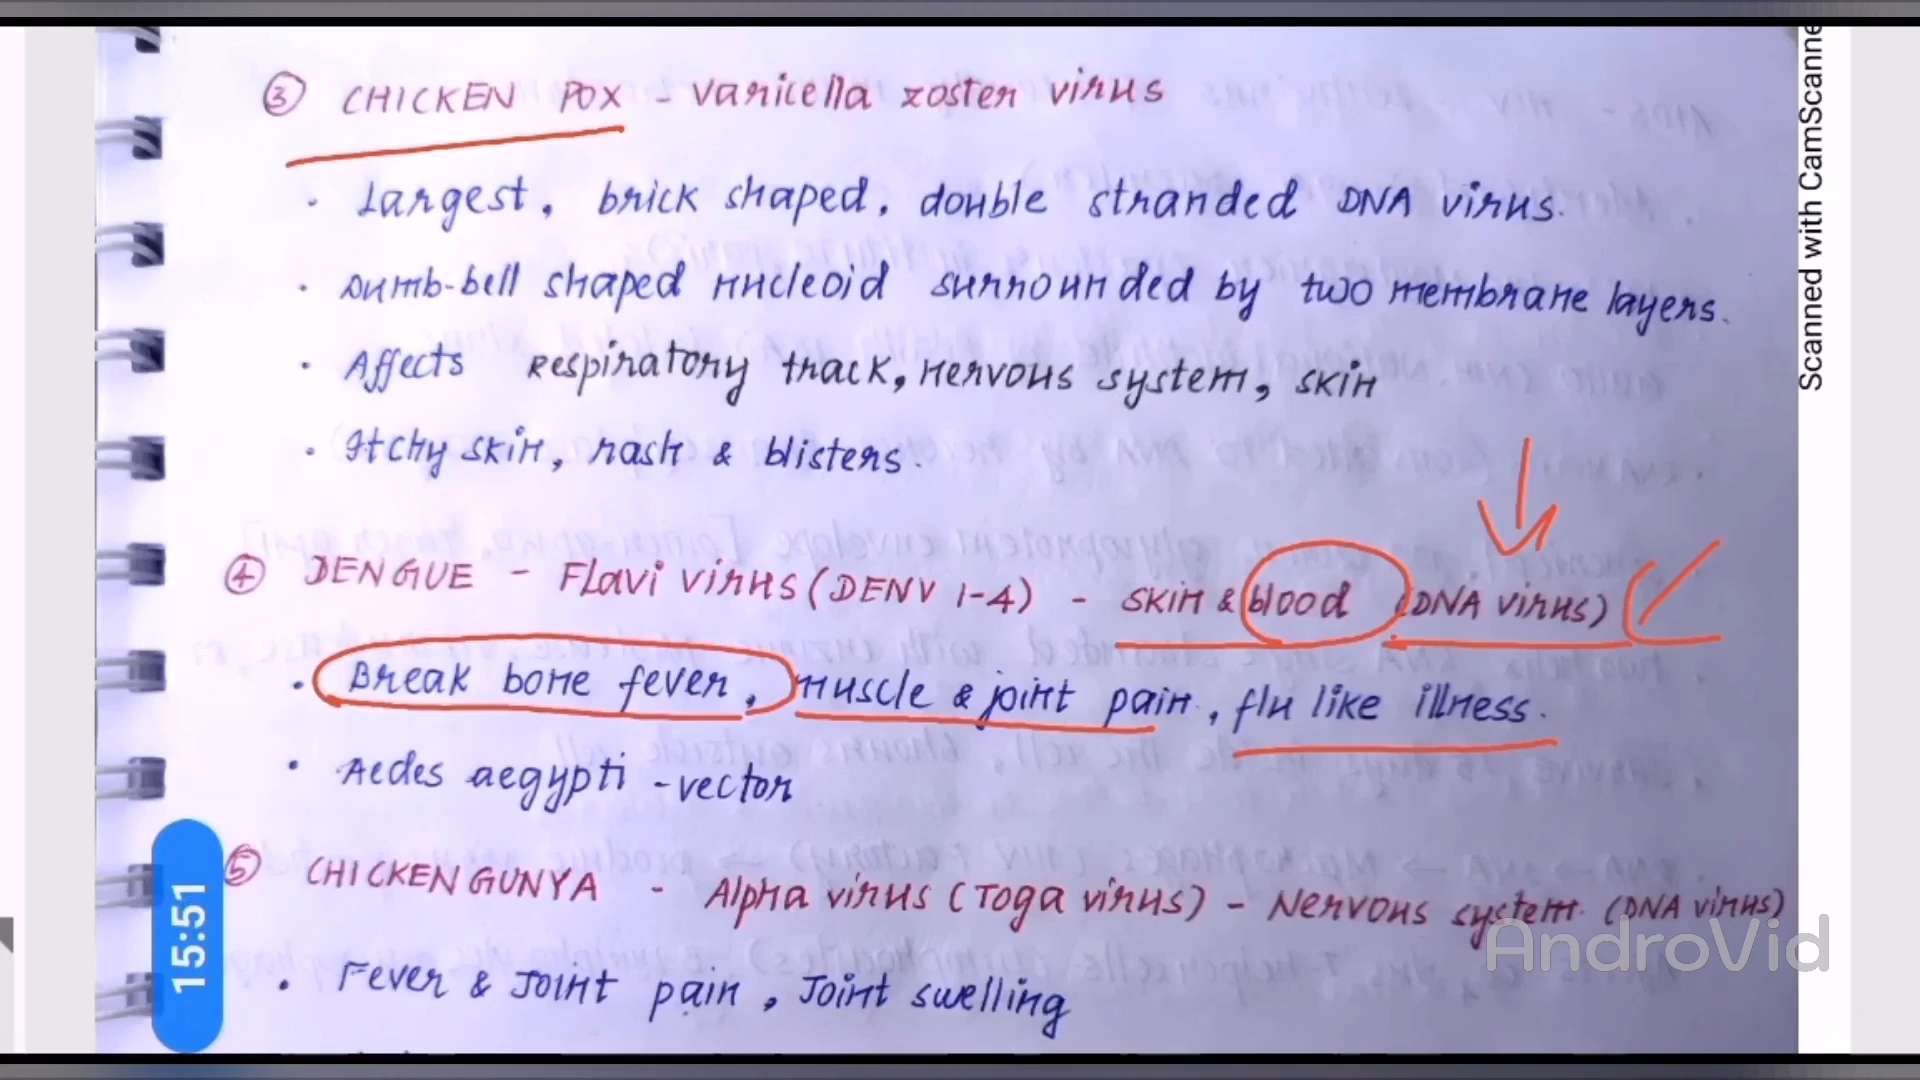 ③ CHICKEN POX - varicella zoster virus
· Largest, brick shaped, double stranded DNA virus.
· Dumb-bell shaped nucleoid surrounded by two membrane layers.
· Affects Respiratory track, nervous system, skin
· Itchy skin, rash & blisters.
④ DENGUE - Flavi virus (DENV 1-4) - skin & blood (DNA virus)
· Break bone fever, muscle & joint pain, flu like illness.
· Aedes aegypti - vector
⑤ CHICKENGUNYA - Alpha virus (Toga virus) - Nervous system. (DNA virus)
· Fever & Joint pain, Joint swelling
Scanned with CamScanne
15:51
AndroVid